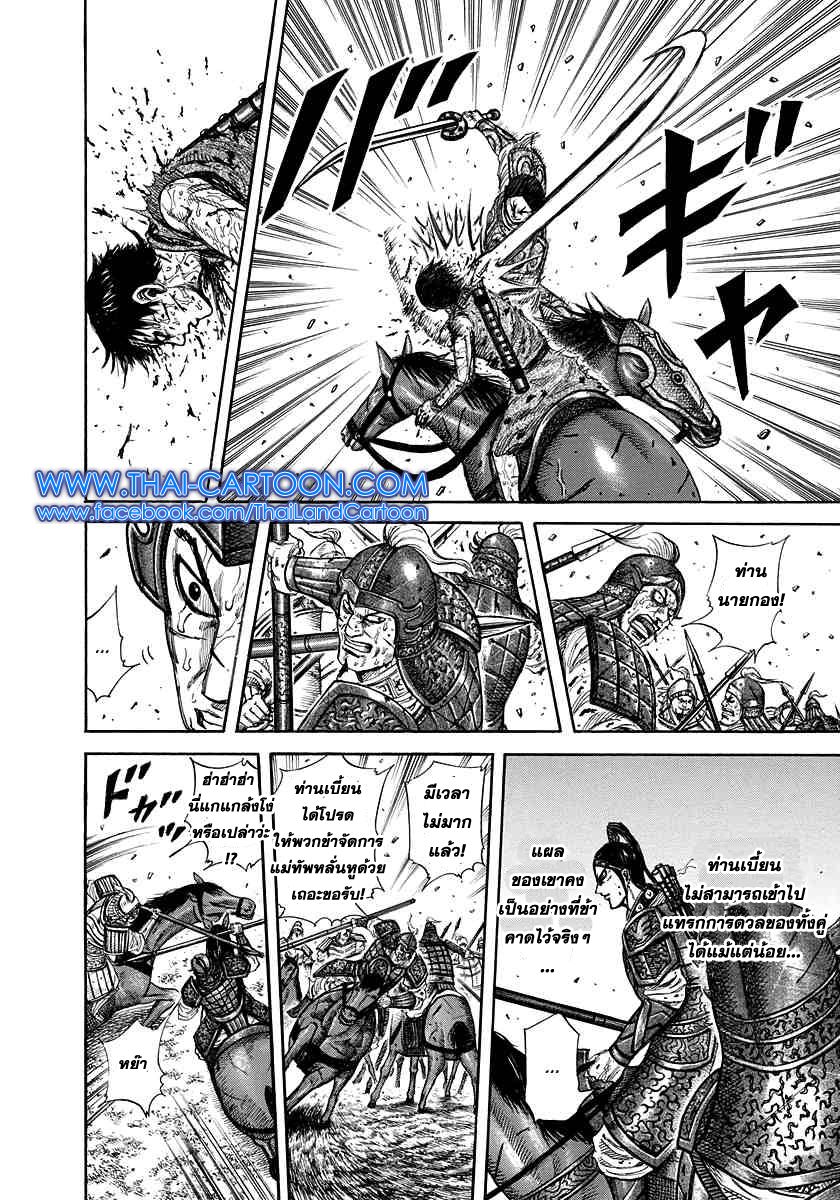 ズ
ギャ
WWW.THAI-CARTOON.COM
www.facebook.com/ThaiLandCartoon
ท่าน
นายกอง!
...
ท่านเบี้ยน
ไม่สามารถเข้าไป
แทรกการดวลของทั้งคู่
ได้แม้แต่น้อย...
แผล
ของเขาคง
เป็นอย่างที่ข้า
คาดไว้จริงๆ
...
...
มีเวลา
ไม่มาก
แล้ว!
ท่านเบี้ยน
ได้โปรด
ให้พวกข้าจัดการ
แม่ทัพหลั่นทูด้วย
เถอะขอรับ!
ฮ่าฮ่าฮ่า
นี่แกแกล้งโง่
หรือเปล่าวะ
!?
ドガッ
หย๊า